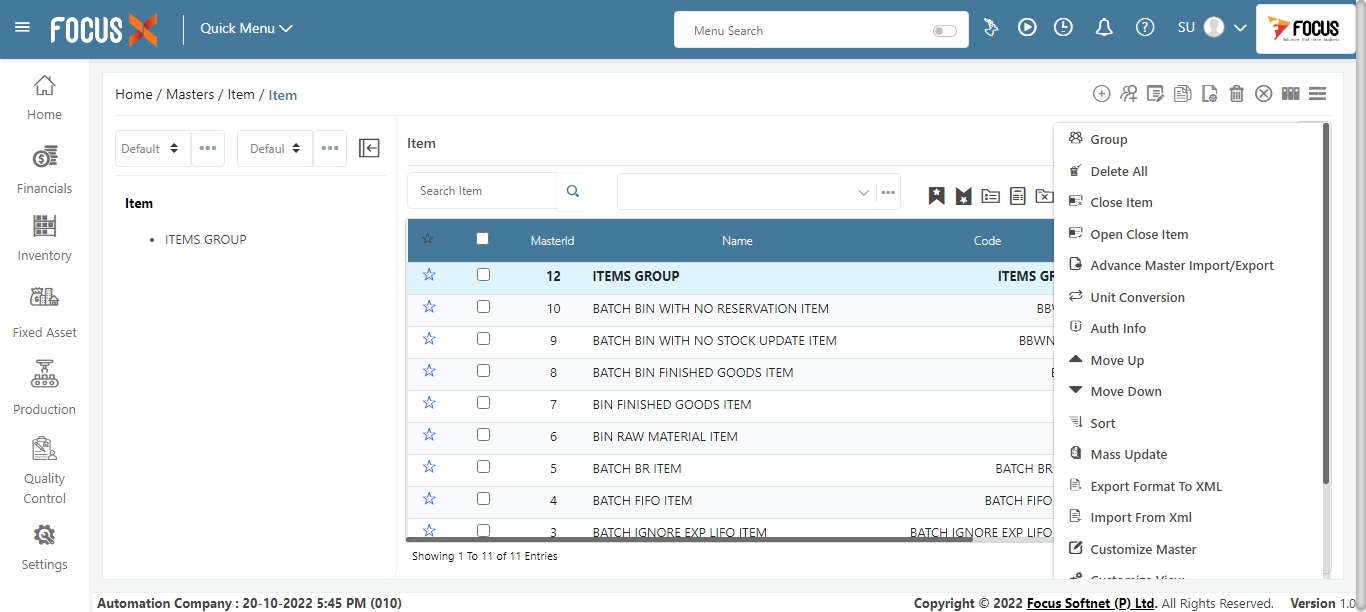 FOCUS X
Quick Menu
Menu Search
SU
FOCUS
Home
Financials
Inventory
Fixed Asset
Production
Quality
Control
Settings
Home / Masters / Item / Item
Default
Defaul
Item
ITEMS GROUP
Item
Search Item
MasterId Name Code
12 ITEMS GROUP ITEMS GR
10 BATCH BIN WITH NO RESERVATION ITEM BBW
9 BATCH BIN WITH NO STOCK UPDATE ITEM BBWN
8 BATCH BIN FINISHED GOODS ITEM
7 BIN FINISHED GOODS ITEM
6 BIN RAW MATERIAL ITEM
5 BATCH BR ITEM BATCH BR
4 BATCH FIFO ITEM BATCH FIFO
3 BATCH IGNORE EXP LIFO ITEM BATCH IGNORE EXP LIFO
Showing 1 To 11 of 11 Entries
Group
Delete All
Close Item
Open Close Item
Advance Master Import/Export
Unit Conversion
Auth Info
Move Up
Move Down
Sort
Mass Update
Export Format To XML
Import From Xml
Customize Master
Customize View
Automation Company : 20-10-2022 5:45 PM (010)
Copyright © 2022 Focus Softnet (P) Ltd. All Rights Reserved. Version 1.0